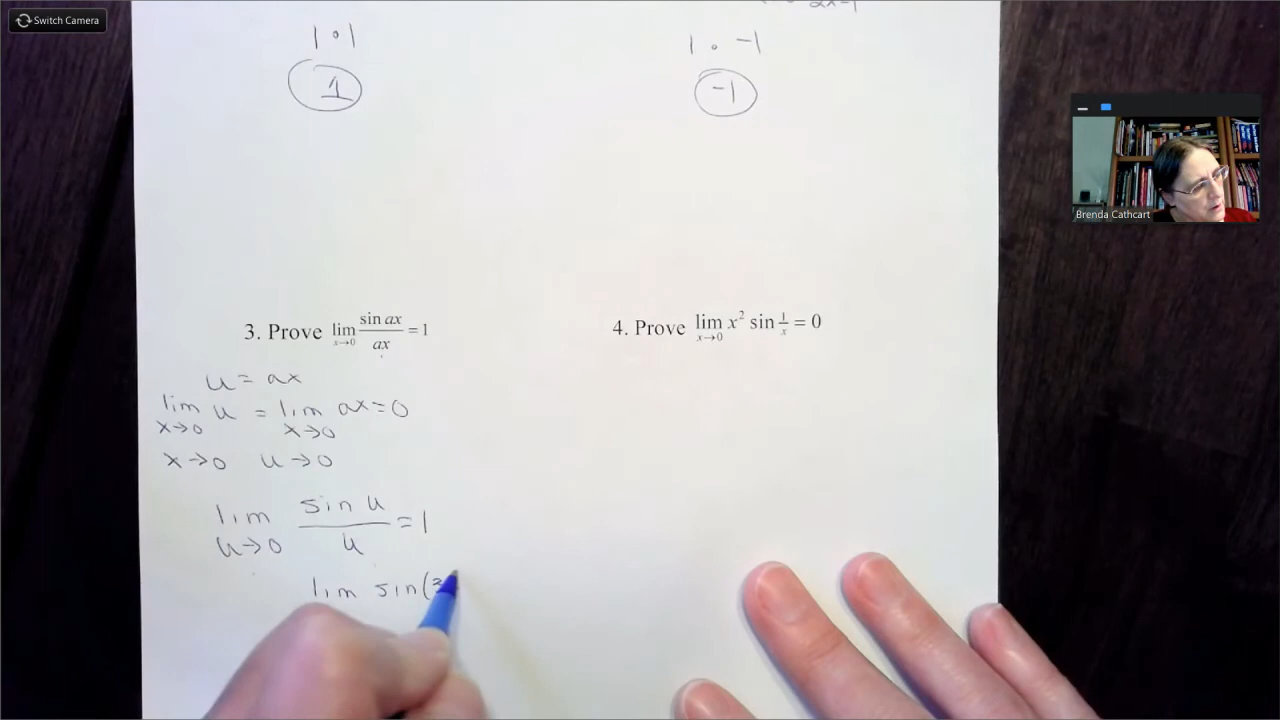 Switch Camera
2x-1
1 • 1
1
1 • -1
-1
Brenda Cathcart
3. Prove lim x→0 sin ax / ax = 1
u = ax
lim x→0 u = lim x→0 ax = 0
x→0 u→0
lim u→0 sin u / u = 1
lim sin(
4. Prove lim x→0 x² sin 1/x = 0